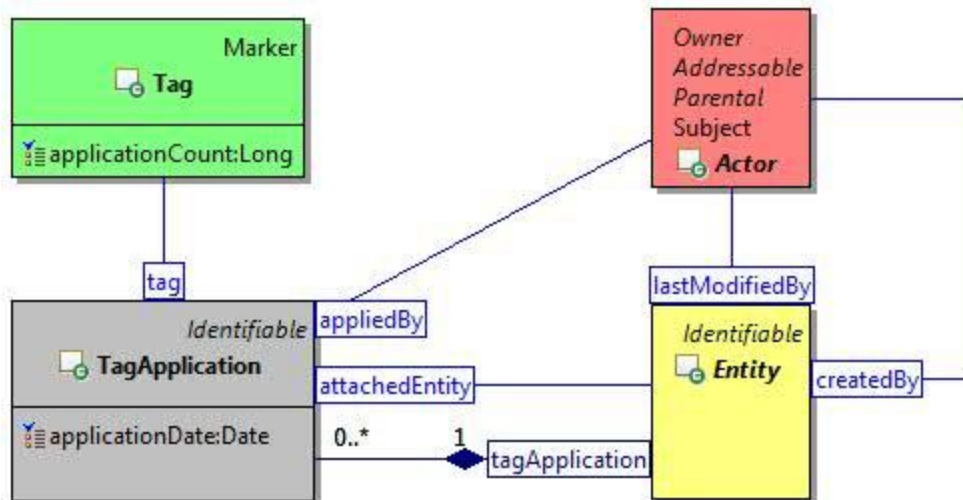 Marker
Tag
applicationCount:Long
Owner
Addressable
Parental
Subject
Actor
tag
appliedBy
lastModifiedBy
Identifiable
TagApplication
applicationDate:Date
attachedEntity
0..* 1
tagApplication
Identifiable
Entity
createdBy